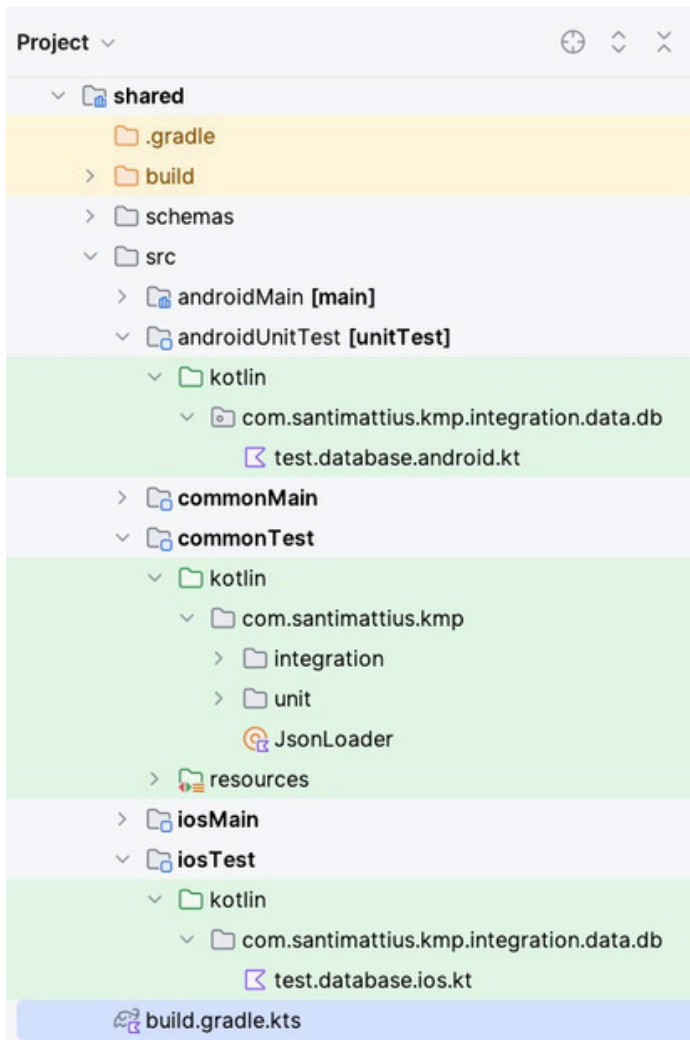 Project
shared
.gradle
build
schemas
src
androidMain [main]
androidUnitTest [unitTest]
kotlin
com.santimattius.kmp.integration.data.db
test.database.android.kt
commonMain
commonTest
kotlin
com.santimattius.kmp
integration
unit
JsonLoader
resources
iosMain
iosTest
kotlin
com.santimattius.kmp.integration.data.db
test.database.ios.kt
build.gradle.kts